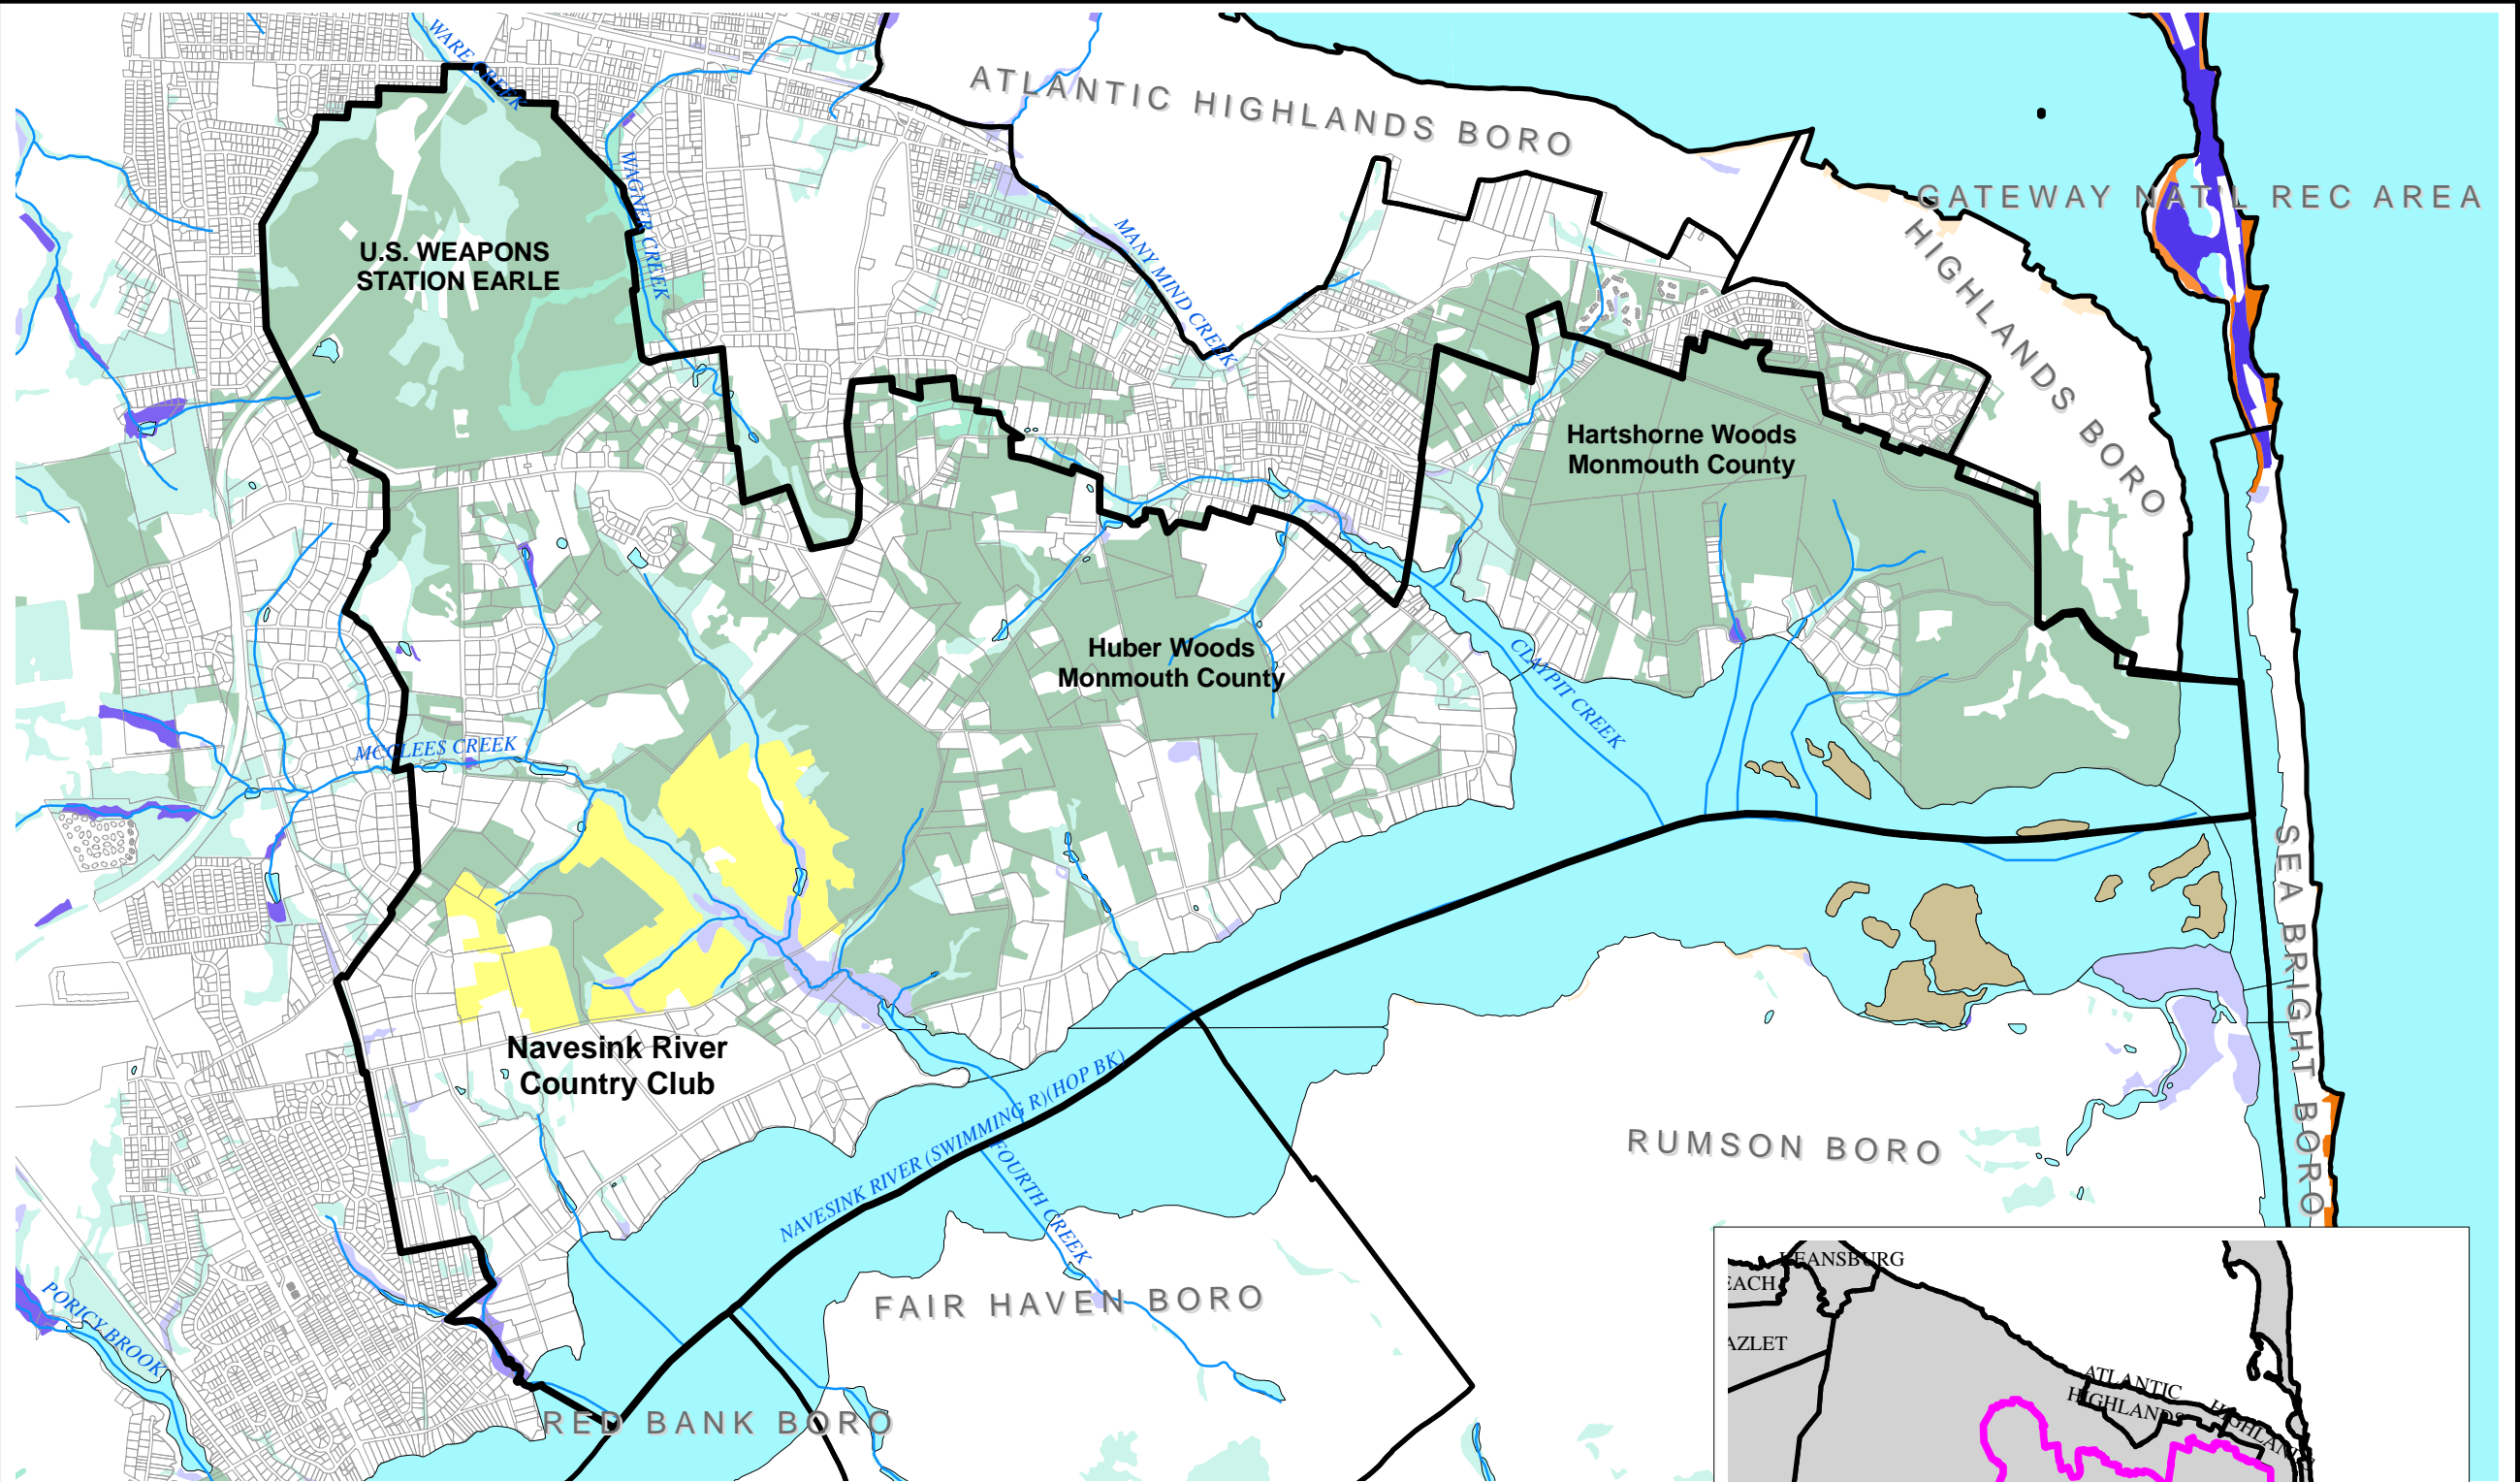 WARE CREEK
ATLANTIC HIGHLANDS BORO
GATEWAY NAT'L REC AREA
WAGNER CREEK
U.S. WEAPONS
STATION EARLE
MANY MIND CREEK
HIGHLANDS BORO
Hartshorne Woods
Monmouth County
Huber Woods
Monmouth County
CLAYPIT CREEK
MCCLEES CREEK
SEA BRIGHT BORO
Navesink River
Country Club
NAVESINK RIVER (SWIMMING R)(HOP BK)
FOURTH CREEK
RUMSON BORO
PORICY BROOK
FAIR HAVEN BORO
RED BANK BORO
KEANSBURG
EACH
AZLET
ATLANTIC
HIGHLANDS
HIGHLANDS